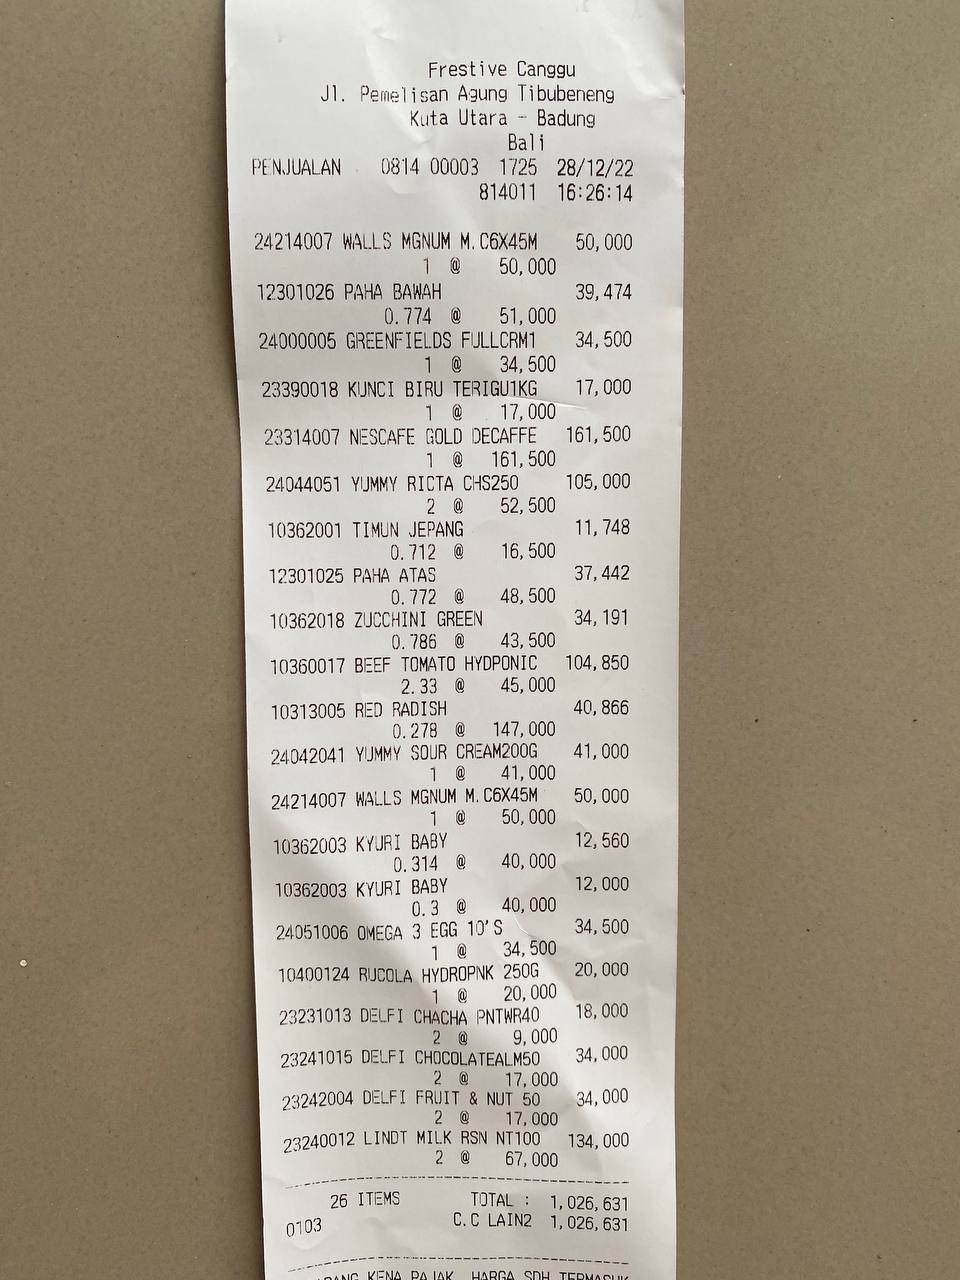 Frestive Canggu
Jl. Pemelisan Agung Tibubeneng
Kuta Utara - Badung
Bali
PENJUALAN 0814 00003 1725 28/12/22
814011 16:26:14
24214007 WALLS MGNUM M.C6X45M 50,000
1 @ 50,000
12301026 PAHA BAWAH 39,474
0.774 @ 51,000
24000005 GREENFIELDS FULLCRM1 34,500
1 @ 34,500
23390018 KUNCI BIRU TERIGU1KG 17,000
1 @ 17,000
23314007 NESCAFE GOLD DECAFFE 161,500
1 @ 161,500
24044051 YUMMY RICTA CHS250 105,000
2 @ 52,500
10362001 TIMUN JEPANG 11,748
0.712 @ 16,500
12301025 PAHA ATAS 37,442
0.772 @ 48,500
10362018 ZUCCHINI GREEN 34,191
0.786 @ 43,500
10360017 BEEF TOMATO HYDPONIC 104,850
2.33 @ 45,000
10313005 RED RADISH 40,866
0.278 @ 147,000
24042041 YUMMY SOUR CREAM200G 41,000
1 @ 41,000
24214007 WALLS MGNUM M.C6X45M 50,000
1 @ 50,000
10362003 KYURI BABY 12,560
0.314 @ 40,000
10362003 KYURI BABY 12,000
0.3 @ 40,000
24051006 OMEGA 3 EGG 10'S 34,500
1 @ 34,500
10400124 RUCOLA HYDROPNK 250G 20,000
1 @ 20,000
23231013 DELFI CHACHA PNTWR40 18,000
2 @ 9,000
23241015 DELFI CHOCOLATEALM50 34,000
2 @ 17,000
23242004 DELFI FRUIT & NUT 50 34,000
2 @ 17,000
23240012 LINDT MILK RSN NT100 134,000
2 @ 67,000
26 ITEMS TOTAL : 1,026,631
0103 C.C LAIN2 1,026,631
KENA PAJAK HARGA SDH TERMASUK